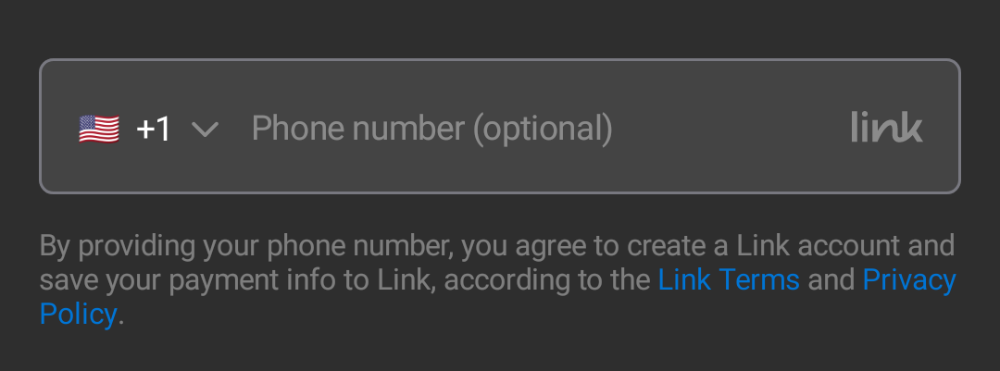 +1 Phone number (optional) link
By providing your phone number, you agree to create a Link account and
save your payment info to Link, according to the Link Terms and Privacy
Policy.